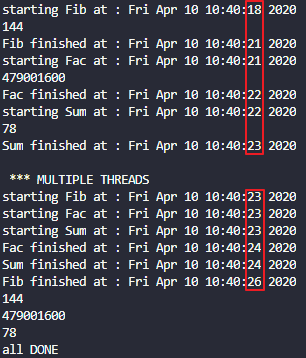 starting Fib at : Fri Apr 10 10:40:18 2020
144
Fib finished at : Fri Apr 10 10:40:21 2020
starting Fac at : Fri Apr 10 10:40:21 2020
479001600
Fac finished at : Fri Apr 10 10:40:22 2020
starting Sum at : Fri Apr 10 10:40:22 2020
78
Sum finished at : Fri Apr 10 10:40:23 2020
*** MULTIPLE THREADS
starting Fib at : Fri Apr 10 10:40:23 2020
starting Fac at : Fri Apr 10 10:40:23 2020
starting Sum at : Fri Apr 10 10:40:23 2020
Fac finished at : Fri Apr 10 10:40:24 2020
Sum finished at : Fri Apr 10 10:40:24 2020
Fib finished at : Fri Apr 10 10:40:26 2020
144
479001600
78
all DONE